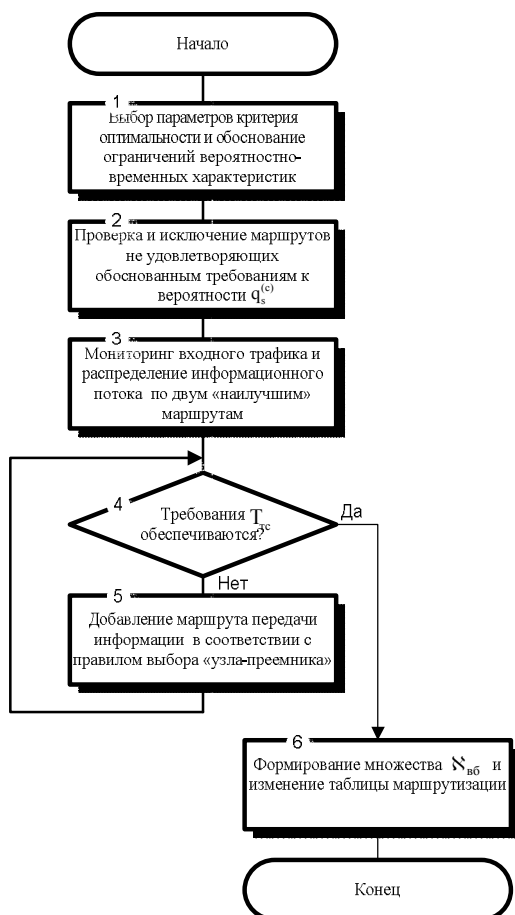 Начало
1
Выбор параметров критерия
оптимальности и обоснование
ограничений вероятностно-
временных характеристик
2
Проверка и исключение маршрутов
не удовлетворяющих
обоснованным требованиям к
вероятности q_s^(c)
3
Мониторинг входного трафика и
распределение информационного
потока по двум «наилучшим»
маршрутам
4
Требования T_тс
обеспечиваются?
Да
Нет
5
Добавление маршрута передачи
информации в соответствии с
правилом выбора «узла-преемника»
6
Формирование множества ℵ_вб и
изменение таблицы маршрутизации
Конец